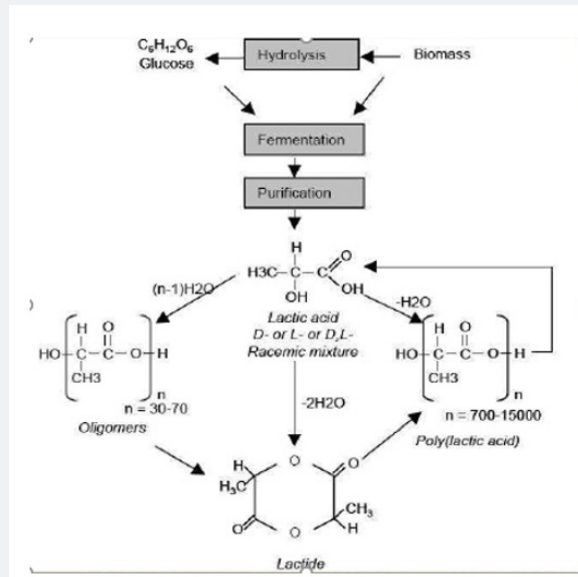 C6H12O6
Glucose
Hydrolysis
Biomass
Fermentation
Purification
H
H3C-C-C
O
OH
OH
(n-1)H2O
-H2O
Lactic acid
D- or L- or D,L-
Racemic mixture
H O
HO-C-C-O-H
CH3
n
n = 30-70
Oligomers
-2H2O
H O
HO-C-C-O-H
CH3
n
n = 700-15000
Poly(lactic acid)
H
H3C
O
O
O
O
CH3
H
Lactide